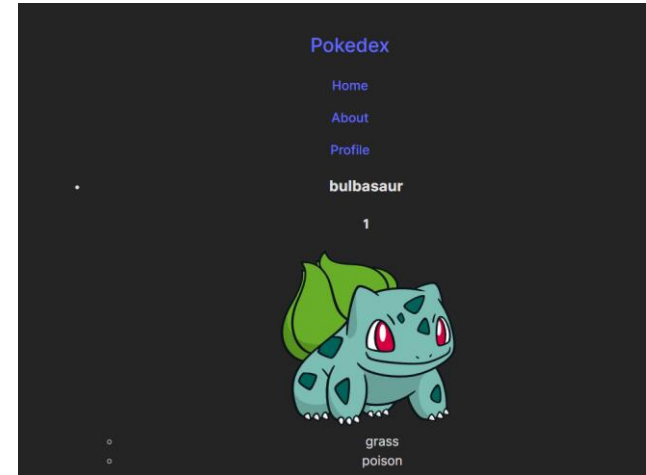 Pokedex
Home
About
Profile
bulbasaur
1
grass
poison